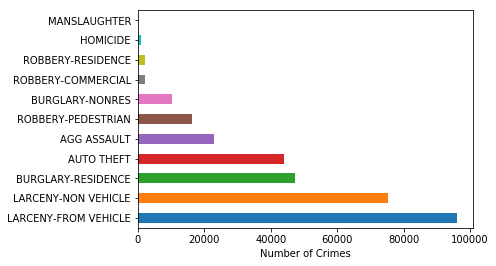 MANSLAUGHTER
HOMICIDE
ROBBERY-RESIDENCE
ROBBERY-COMMERCIAL
BURGLARY-NONRES
ROBBERY-PEDESTRIAN
AGG ASSAULT
AUTO THEFT
BURGLARY-RESIDENCE
LARCENY-NON VEHICLE
LARCENY-FROM VEHICLE
0 20000 40000 60000 80000 100000
Number of Crimes